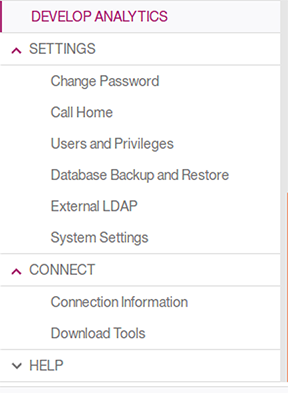 DEVELOP ANALYTICS
SETTINGS
Change Password
Call Home
Users and Privileges
Database Backup and Restore
External LDAP
System Settings
CONNECT
Connection Information
Download Tools
HELP